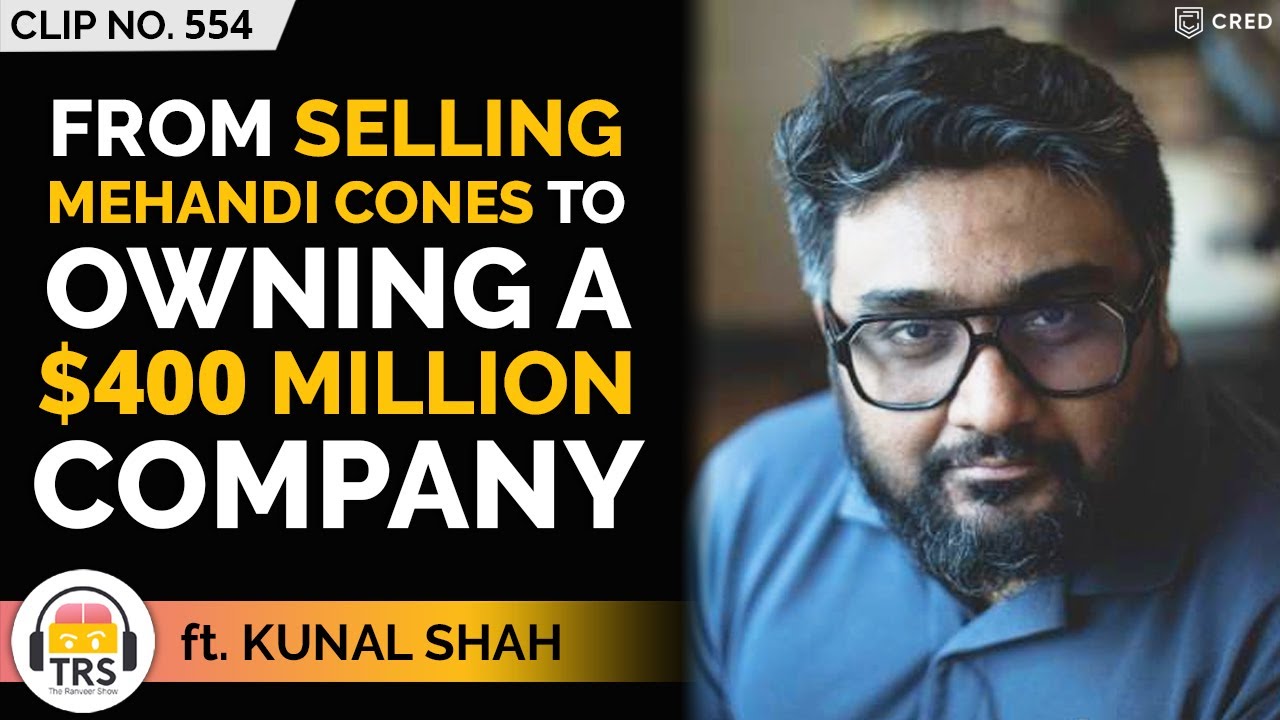 CLIP NO. 554
CRED
FROM SELLING
MEHANDI CONES TO
OWNING A
$400 MILLION
COMPANY
TRS
The Ranveer Show
ft. KUNAL SHAH